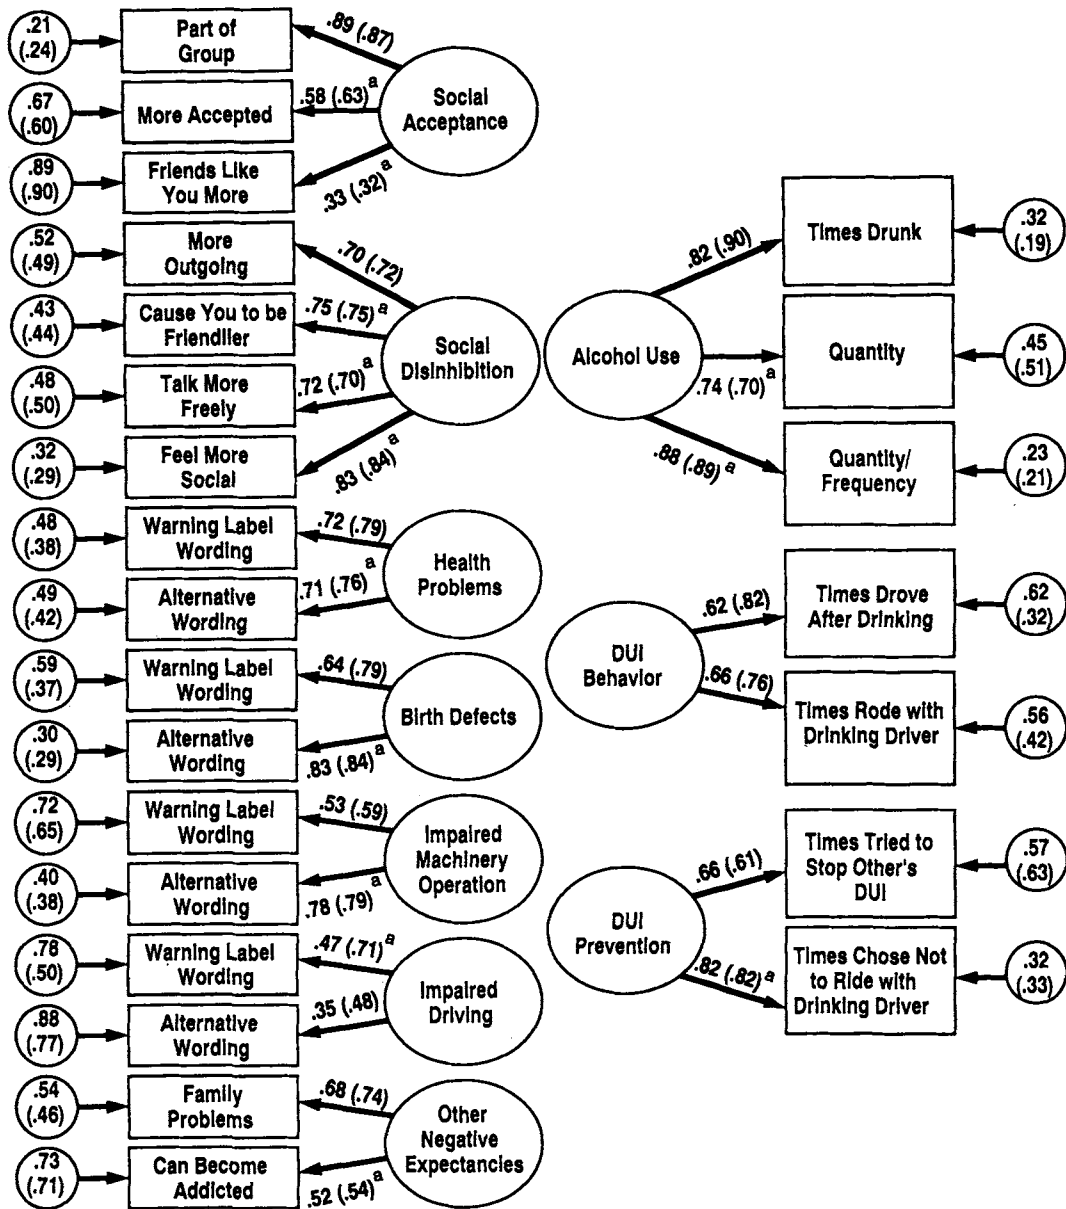 .21
(.24)
Part of
Group
.89 (.87)
.67
(.60)
More Accepted
.58 (.63) a
Social
Acceptance
.89
(.90)
Friends Like
You More
.33 (.32) a
.52
(.49)
More
Outgoing
.70 (.72)
.43
(.44)
Cause You to be
Friendlier
.75 (.75) a
Social
Disinhibition
.48
(.50)
Talk More
Freely
.72 (.70) a
.32
(.29)
Feel More
Social
.83 (.84) a
.48
(.38)
Warning Label
Wording
.72 (.79)
Health
Problems
.49
(.42)
Alternative
Wording
.71 (.76) a
.59
(.37)
Warning Label
Wording
.64 (.79)
Birth Defects
.30
(.29)
Alternative
Wording
.83 (.84) a
.72
(.65)
Warning Label
Wording
.53 (.59)
Impaired
Machinery
Operation
.40
(.38)
Alternative
Wording
.78 (.79) a
.78
(.50)
Warning Label
Wording
.47 (.71) a
Impaired
Driving
.88
(.77)
Alternative
Wording
.35 (.48)
.54
(.46)
Family
Problems
.68 (.74)
Other
Negative
Expectancies
.73
(.71)
Can Become
Addicted
.52 (.54) a
Alcohol Use
.82 (.90)
Times Drunk
.32
(.19)
.74 (.70) a
Quantity
.45
(.51)
.88 (.89) a
Quantity/
Frequency
.23
(.21)
DUI
Behavior
.62 (.82)
Times Drove
After Drinking
.62
(.32)
.66 (.76)
Times Rode with
Drinking Driver
.56
(.42)
DUI
Prevention
.66 (.61)
Times Tried to
Stop Other's
DUI
.57
(.63)
.82 (.82) a
Times Chose Not
to Ride with
Drinking Driver
.32
(.33)